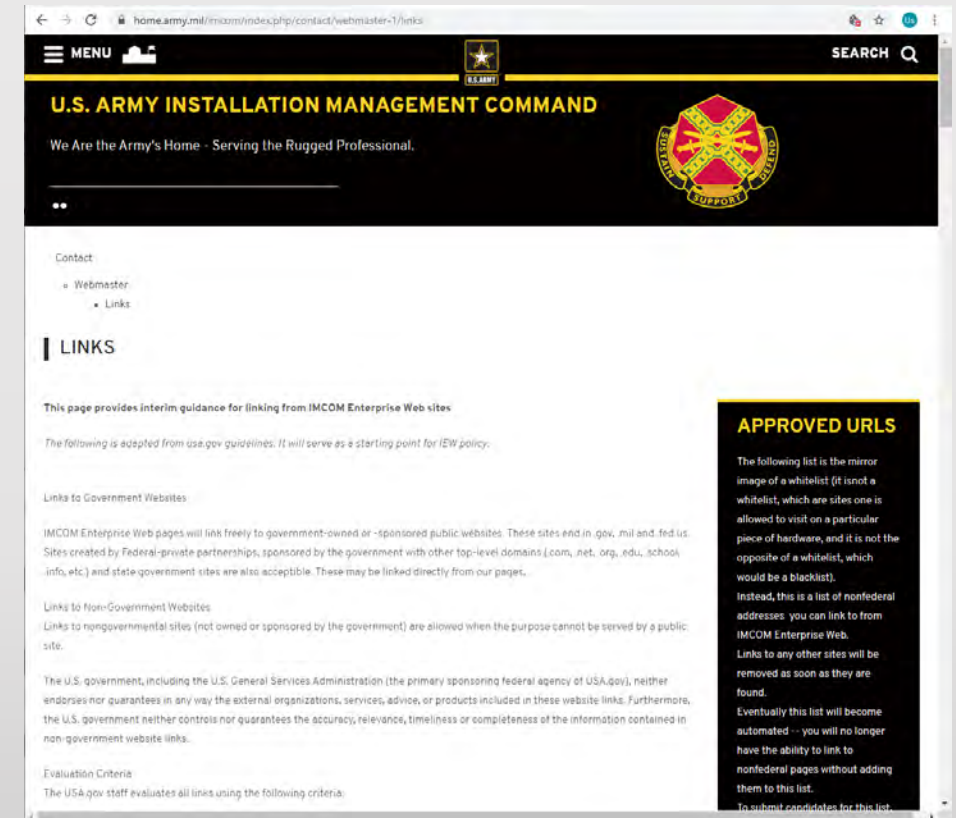 home.army.mil/imcom/index.php/contact/webmaster-1/links
Us
MENU
U.S.ARMY
SEARCH
U.S. ARMY INSTALLATION MANAGEMENT COMMAND
We Are the Army's Home - Serving the Rugged Professional.
SUSTAIN
SUPPORT
DEFEND
Contact
Webmaster
Links
LINKS
This page provides interim guidance for linking from IMCOM Enterprise Web sites
The following is adapted from usa.gov guidelines. It will serve as a starting point for IEW policy.
Links to Government Websites
IMCOM Enterprise Web pages will link freely to government-owned or -sponsored public websites. These sites end in .gov, .mil and .fed.us.
Sites created by Federal-private partnerships, sponsored by the government with other top-level domains (.com, .net, .org, .edu, .school,
.info, etc.) and state government sites are also acceptable. These may be linked directly from our pages.
Links to Non-Government Websites
Links to nongovernmental sites (not owned or sponsored by the government) are allowed when the purpose cannot be served by a public
site.
The U.S. government, including the U.S. General Services Administration (the primary sponsoring federal agency of USA.gov), neither
endorses nor guarantees in any way the external organizations, services, advice, or products included in these website links. Furthermore,
the U.S. government neither controls nor guarantees the accuracy, relevance, timeliness or completeness of the information contained in
non-government website links.
Evaluation Criteria
The USA.gov staff evaluates all links using the following criteria:
APPROVED URLS
The following list is the mirror
image of a whitelist (it isnot a
whitelist, which are sites one is
allowed to visit on a particular
piece of hardware, and it is not the
opposite of a whitelist, which
would be a blacklist).
Instead, this is a list of nonfederal
addresses you can link to from
IMCOM Enterprise Web.
Links to any other sites will be
removed as soon as they are
found.
Eventually this list will become
automated -- you will no longer
have the ability to link to
nonfederal pages without adding
them to this list.
To submit candidates for this list,